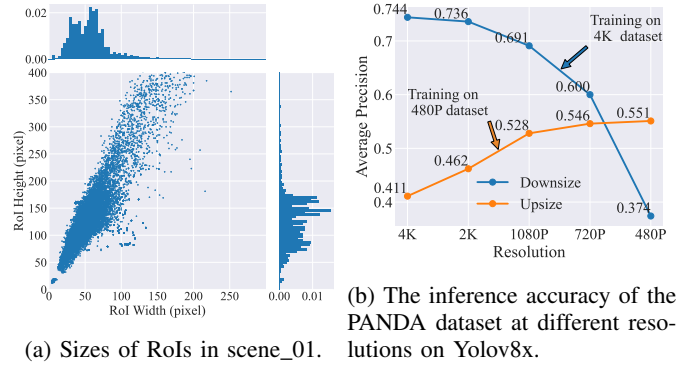 0.02
0.00
400
350
300
250
200
150
100
50
0
RoI Height (pixel)
0
50
100
150
200
250
RoI Width (pixel)
0.00
0.01
(a) Sizes of RoIs in scene_01.
0.744
0.7
0.6
0.5
0.4
Average Precision
0.736
0.691
0.600
0.374
0.411
0.462
0.528
0.546
0.551
Training on
4K dataset
Training on
480P dataset
Downsize
Upsize
4K
2K
1080P
720P
480P
Resolution
(b) The inference accuracy of the
PANDA dataset at different reso-
lutions on Yolov8x.